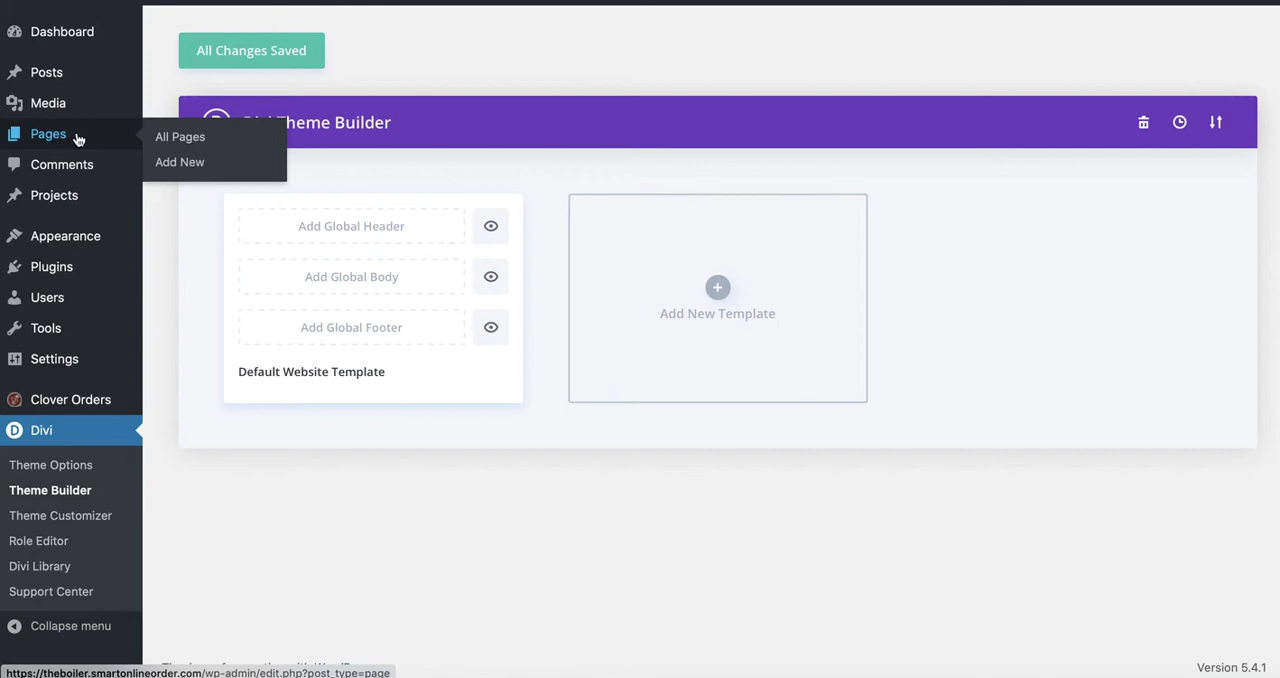 Dashboard
Posts
Media
Pages
Comments
Projects
Appearance
Plugins
Users
Tools
Settings
Clover Orders
Divi
Theme Options
Theme Builder
Theme Customizer
Role Editor
Divi Library
Support Center
Collapse menu
All Pages
Add New
All Changes Saved
Theme Builder
Add Global Header
Add Global Body
Add Global Footer
Default Website Template
Add New Template
https://theboiler.smartonlineorder.com/wp-admin/edit.php?post_type=page
Version 5.4.1